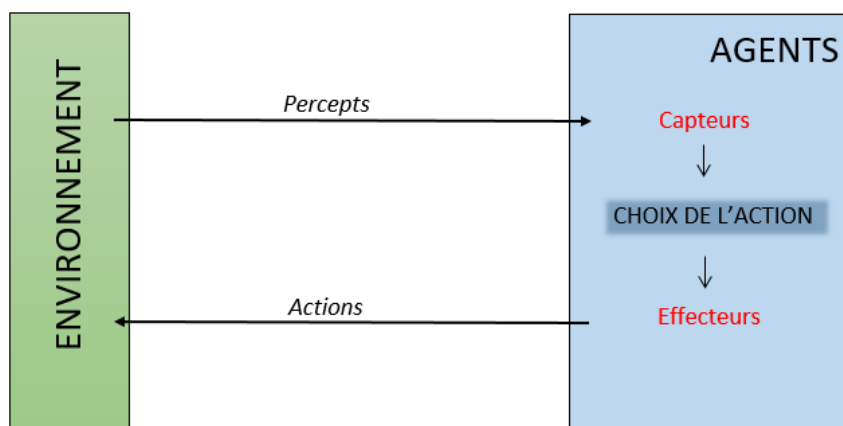 ENVIRONNEMENT
Percepts
Actions
AGENTS
Capteurs
CHOIX DE L’ACTION
Effecteurs